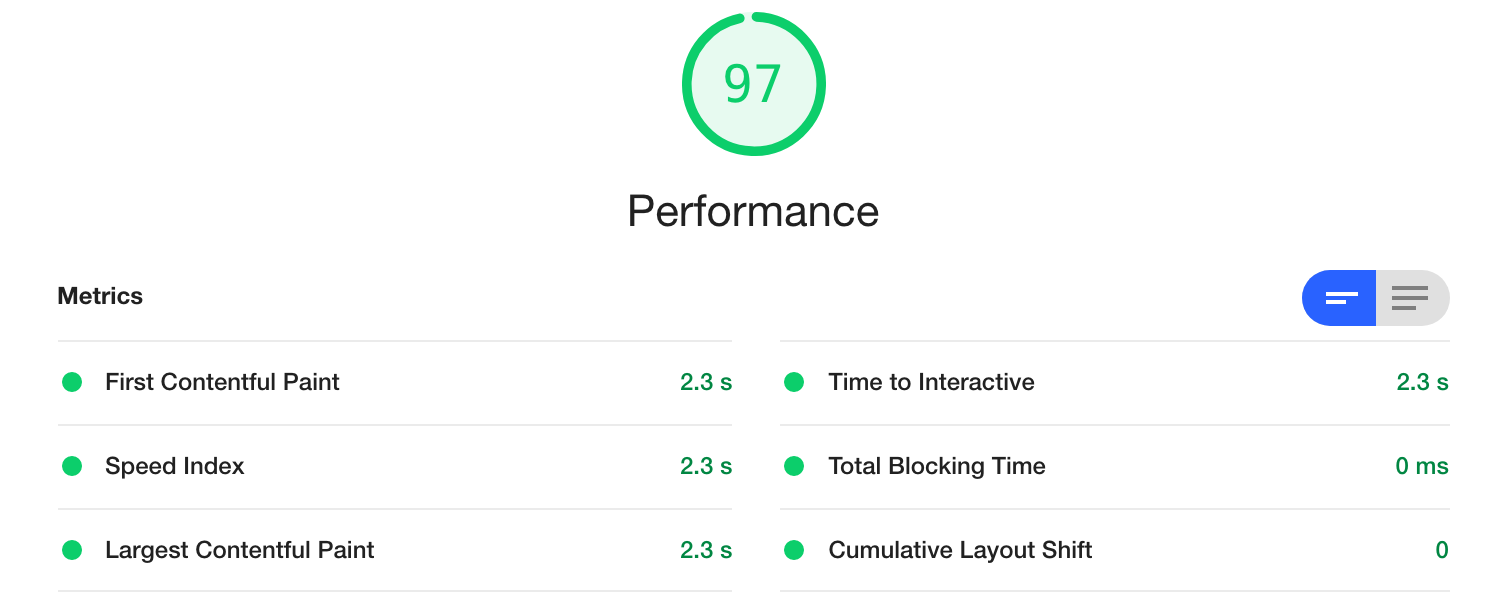 97
Performance
Metrics
First Contentful Paint 2.3 s
Time to Interactive 2.3 s
Speed Index 2.3 s
Total Blocking Time 0 ms
Largest Contentful Paint 2.3 s
Cumulative Layout Shift 0